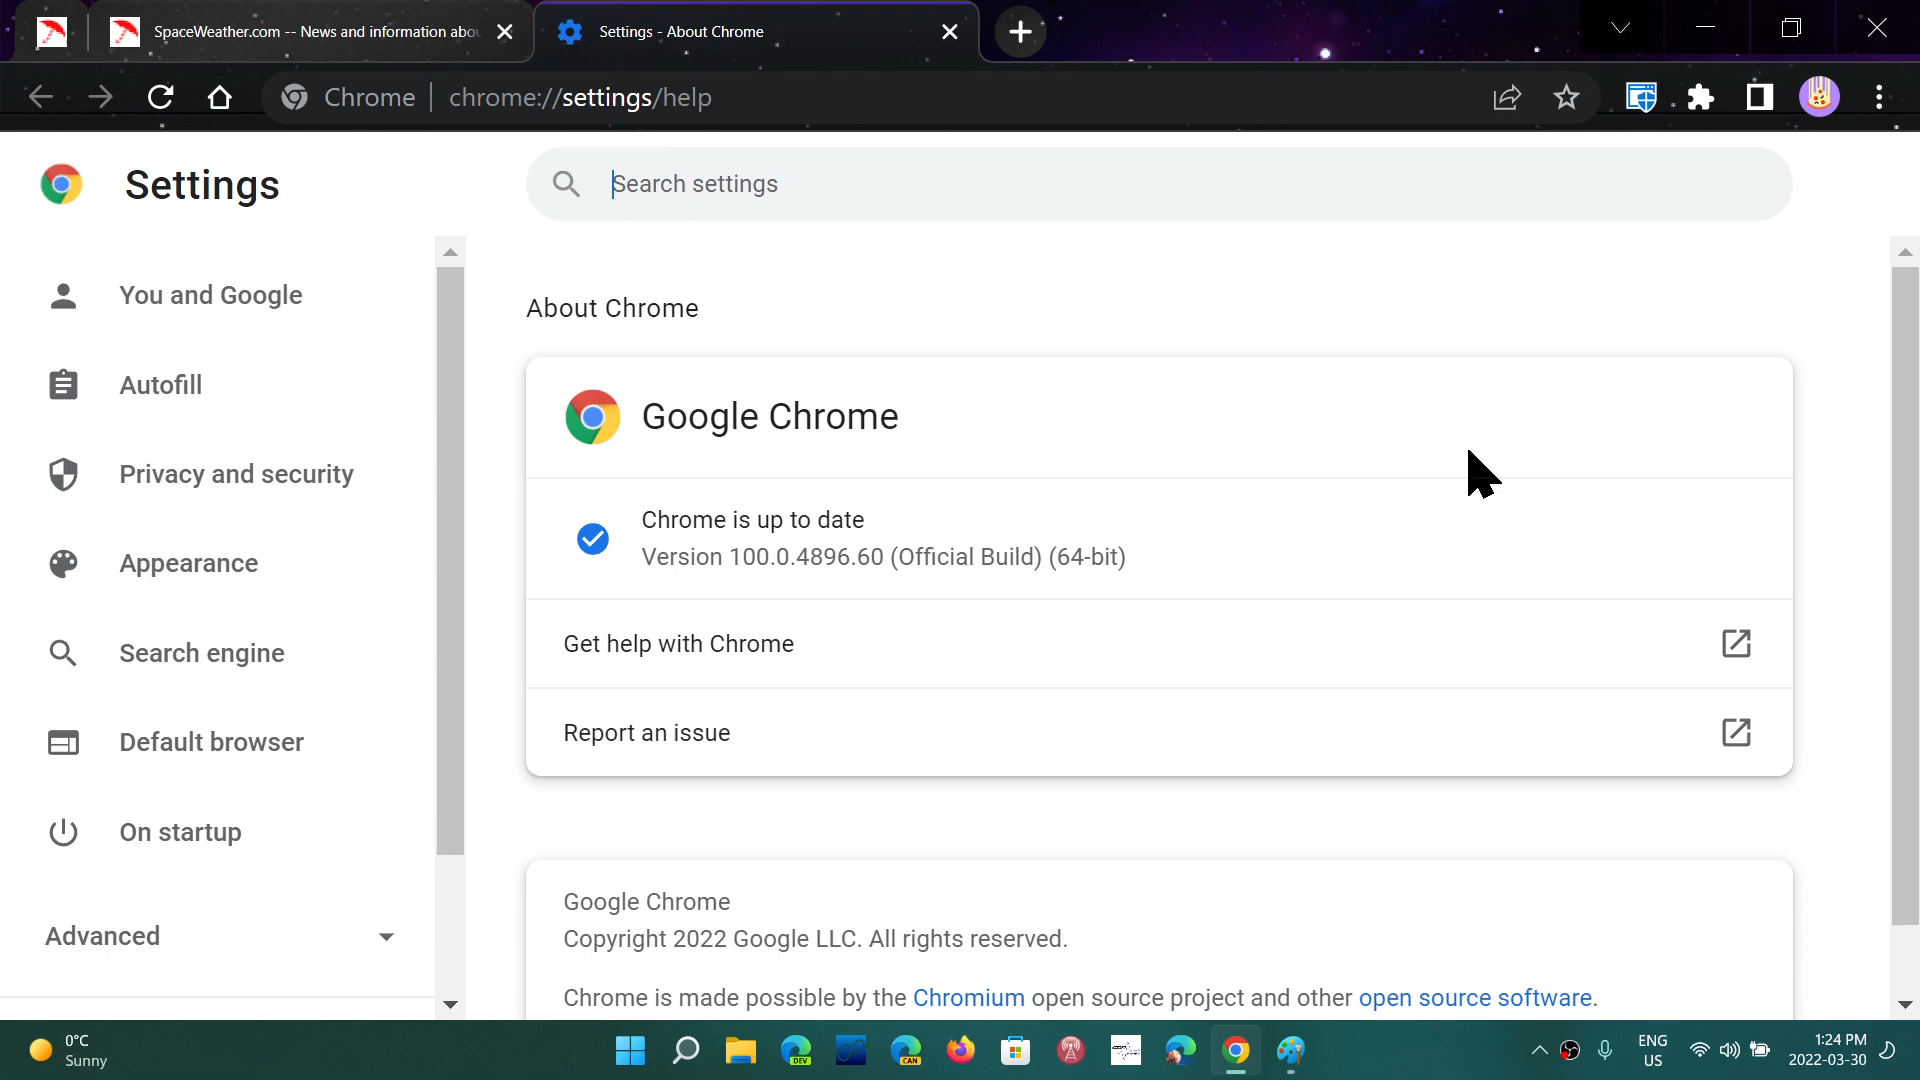 SpaceWeather.com -- News and information abou
Settings - About Chrome
Chrome
chrome://settings/help
Settings
Search settings
You and Google
Autofill
Privacy and security
Appearance
Search engine
Default browser
On startup
Advanced
About Chrome
Google Chrome
Chrome is up to date
Version 100.0.4896.60 (Official Build) (64-bit)
Get help with Chrome
Report an issue
Google Chrome
Copyright 2022 Google LLC. All rights reserved.
Chrome is made possible by the Chromium open source project and other open source software.
0°C
Sunny
DEV
CAN
ENG
US
1:24 PM
2022-03-30